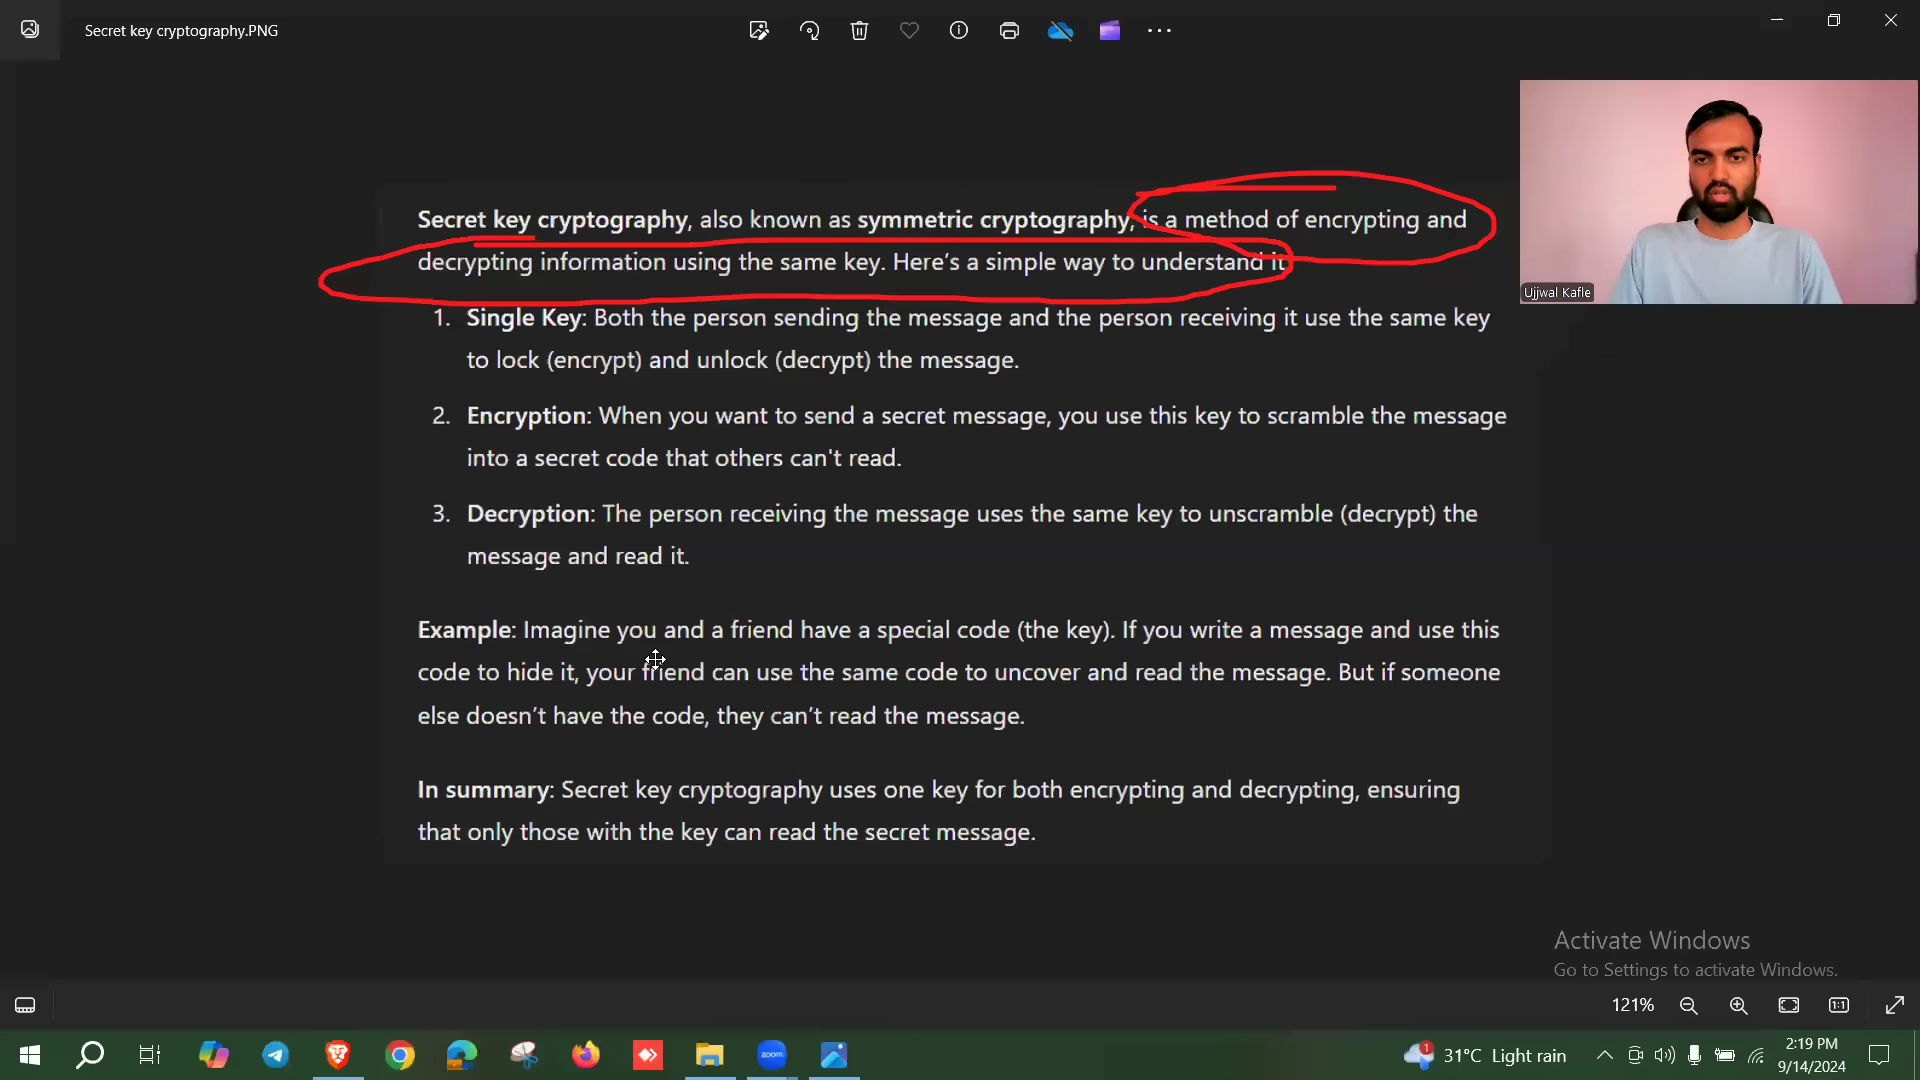 Secret key cryptography.PNG
Secret key cryptography, also known as symmetric cryptography, is a method of encrypting and
decrypting information using the same key. Here's a simple way to understand it
1. Single Key: Both the person sending the message and the person receiving it use the same key
to lock (encrypt) and unlock (decrypt) the message.
2. Encryption: When you want to send a secret message, you use this key to scramble the message
into a secret code that others can't read.
3. Decryption: The person receiving the message uses the same key to unscramble (decrypt) the
message and read it.
Example: Imagine you and a friend have a special code (the key). If you write a message and use this
code to hide it, your friend can use the same code to uncover and read the message. But if someone
else doesn't have the code, they can't read the message.
In summary: Secret key cryptography uses one key for both encrypting and decrypting, ensuring
that only those with the key can read the secret message.
Ujjwal Kafle
Activate Windows
Go to Settings to activate Windows.
121%
1:1
zoom
1
31°C Light rain
2:19 PM
9/14/2024